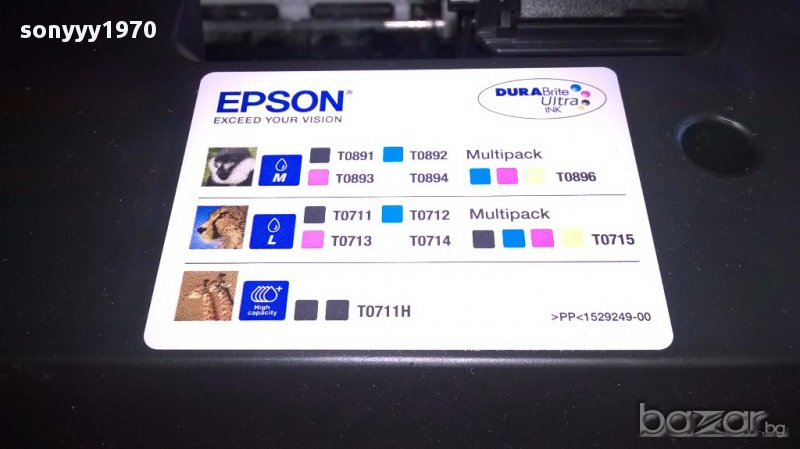 sonyyy1970
EPSON®
EXCEED YOUR VISION
DURABrite
Ultra
INK
M
T0891 T0892 Multipack
T0893 T0894 T0896
L
T0711 T0712 Multipack
T0713 T0714 T0715
High
capacity
T0711H
>PP<1529249-00
bazar.bg